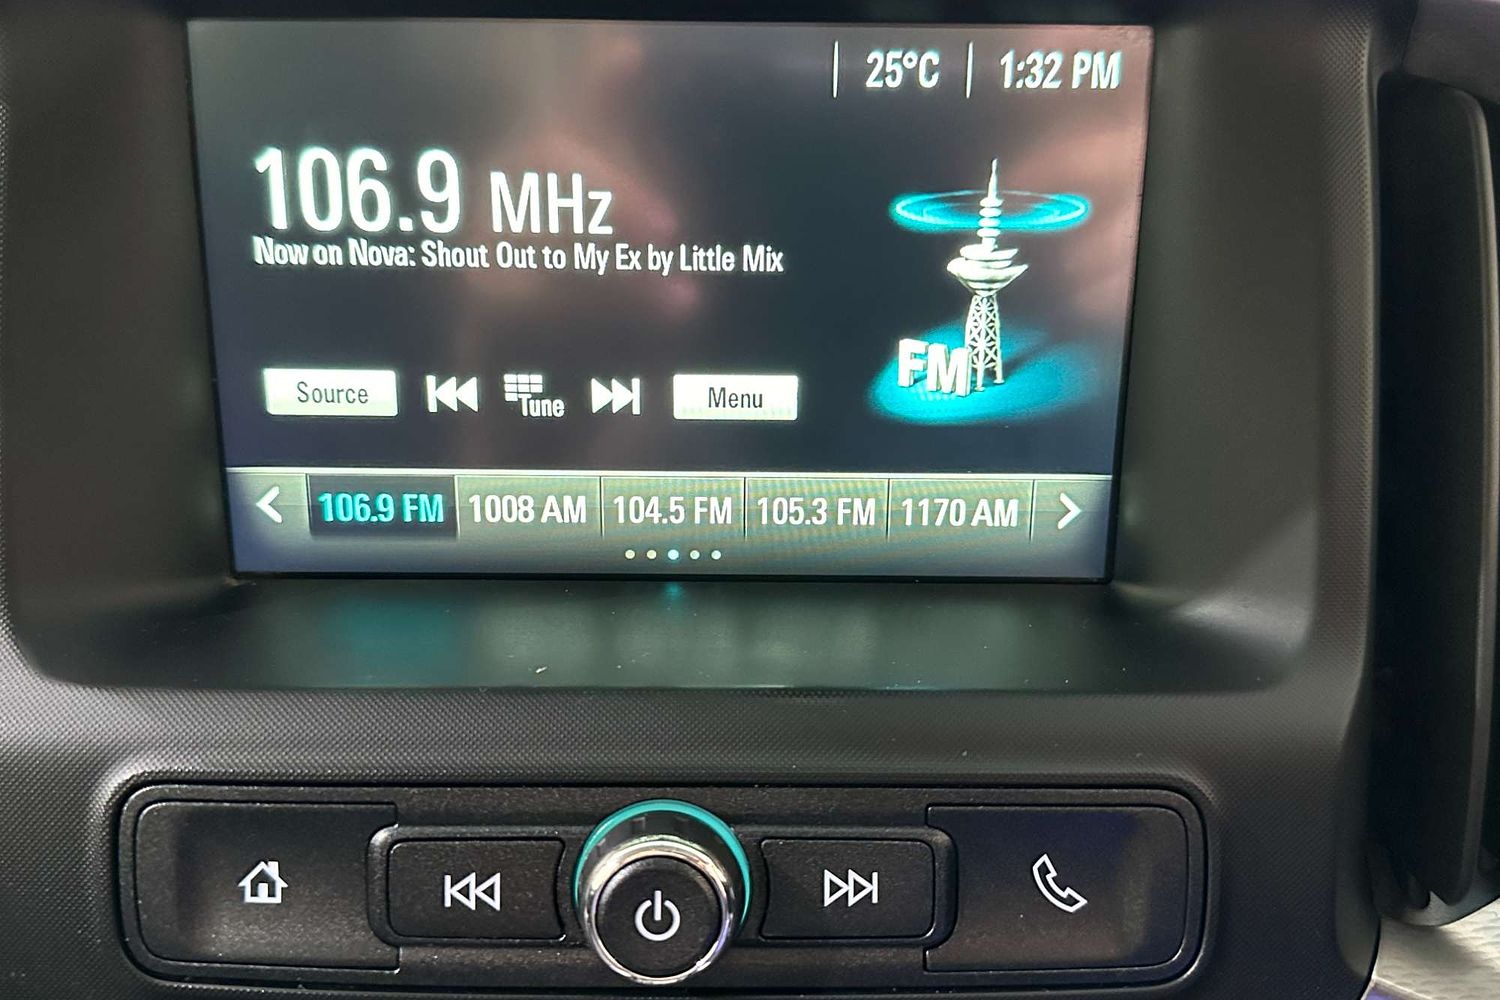 25°C 1:32 PM
106.9 MHz
Now on Nova: Shout Out to My Ex by Little Mix
FM
Source Tune Menu
106.9 FM 1008 AM 104.5 FM 105.3 FM 1170 AM